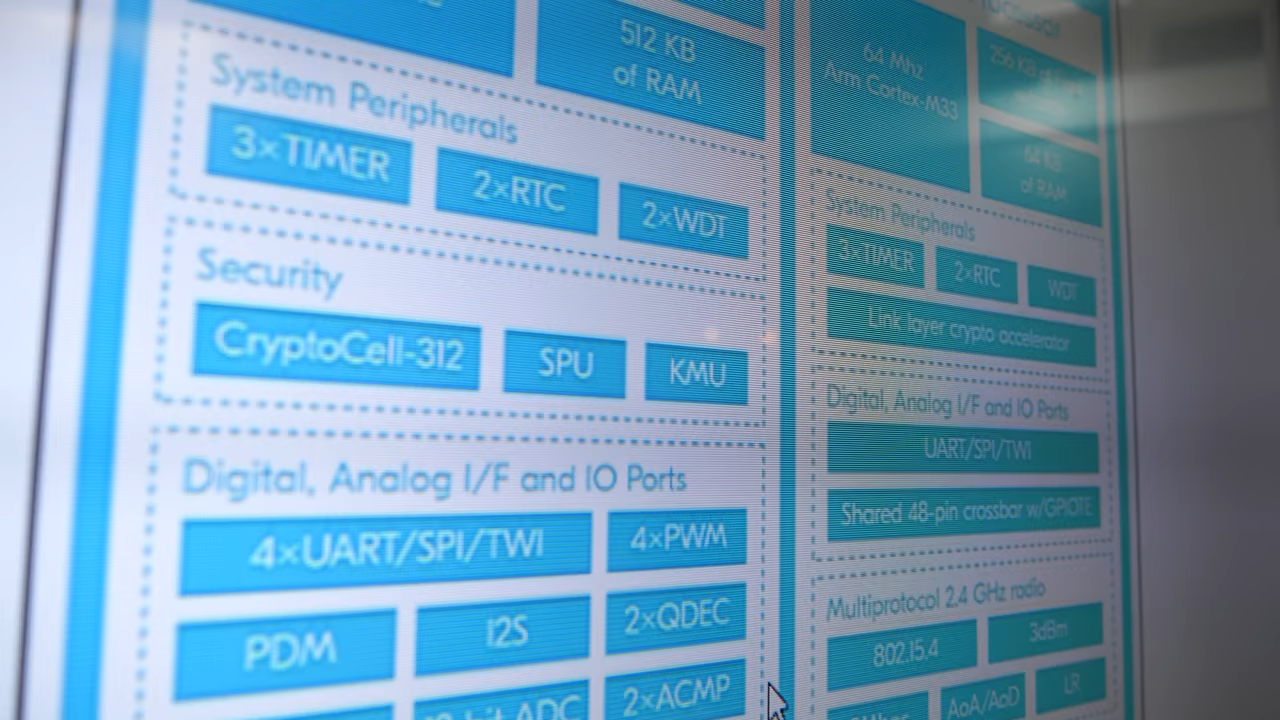 512 KB
of RAM
System Peripherals
3×TIMER
2×RTC
2×WDT
Security
CryptoCell-312
SPU
KMU
Digital, Analog I/F and IO Ports
4×UART/SPI/TWI
4×PWM
PDM
I2S
2×QDEC
ADC
2×ACMP
64 Mhz
Arm Cortex-M33
256 KB
64 KB
of RAM
System Peripherals
3×TIMER
2×RTC
WDT
Link layer crypto accelerator
Digital, Analog I/F and IO Ports
UART/SPI/TWI
Shared 48-pin crossbar w/GPIOTE
Multiprotocol 2.4 GHz radio
802.15.4
3dBm
AoA/AoD
LR